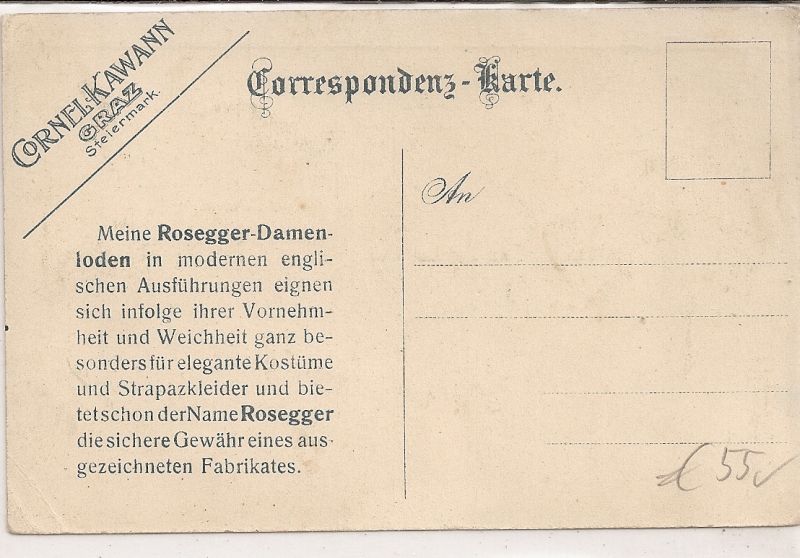 CORNEL-KAWANN
GRAZ
Steiermark.
Correspondenz-Karte.
An
Meine Rosegger-Damen-
loden in modernen engli-
schen Ausführungen eignen
sich infolge ihrer Vornehm-
heit und Weichheit ganz be-
sonders für elegante Kostüme
und Strapazkleider und bie-
tet schon der Name Rosegger
die sichere Gewähr eines aus-
gezeichneten Fabrikates.
€ 55